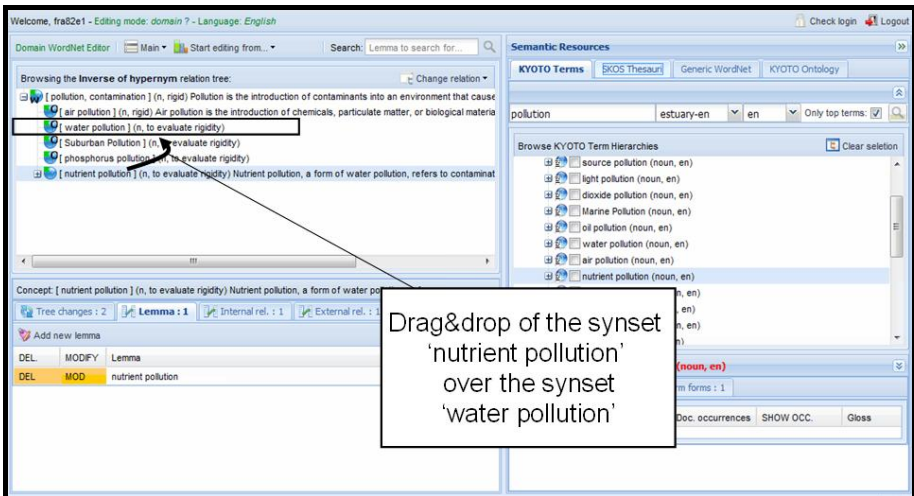 Welcome, fra82e1 - Editing mode: domain ? - Language: English
Check login Logout
Domain WordNet Editor Main Start editing from... Search: Lemma to search for...
Browsing the Inverse of hypernym relation tree: Change relation
[ pollution, contamination ] (n, rigid) Pollution is the introduction of contaminants into an environment that cause
[ air pollution ] (n, rigid) Air pollution is the introduction of chemicals, particulate matter, or biological materia
[ water pollution ] (n, to evaluate rigidity)
[ Suburban Pollution ] (n, to evaluate rigidity)
[ phosphorus pollution ] (n, to evaluate rigidity)
[ nutrient pollution ] (n, to evaluate rigidity) Nutrient pollution, a form of water pollution, refers to contaminat
Concept: [ nutrient pollution ] (n, to evaluate rigidity) Nutrient pollution, a form of water
Tree changes : 2 Lemma : 1 Internal rel. : 1 External rel. : 1
Add new lemma
DEL. MODIFY Lemma
DEL MOD nutrient pollution
Semantic Resources
KYOTO Terms SKOS Thesauri Generic WordNet KYOTO Ontology
pollution estuary-en en Only top terms:
Browse KYOTO Term Hierarchies Clear seletion
source pollution (noun, en)
light pollution (noun, en)
dioxide pollution (noun, en)
Marine Pollution (noun, en)
oil pollution (noun, en)
water pollution (noun, en)
air pollution (noun, en)
nutrient pollution (noun, en)
n, en)
en)
n, en)
n)
(noun, en)
rm forms : 1
Doc. occurrences SHOW OCC. Gloss
Drag&drop of the synset
‘nutrient pollution’
over the synset
‘water pollution’